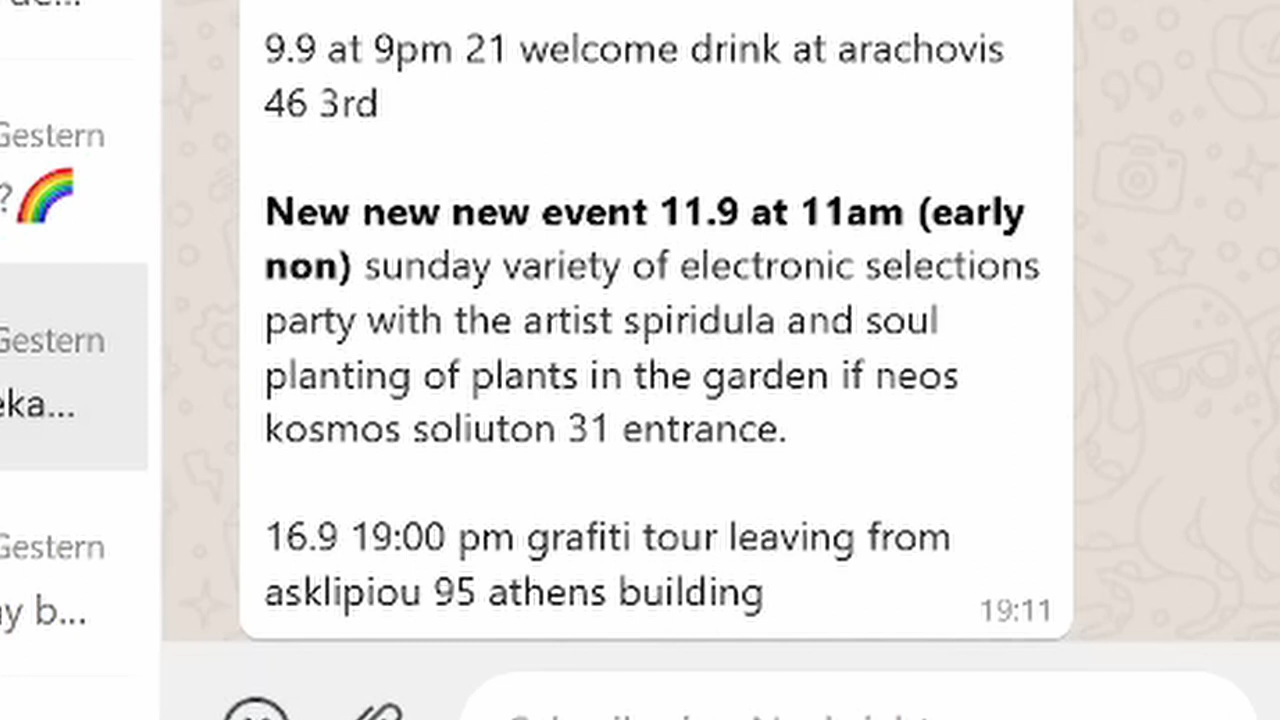 9.9 at 9pm 21 welcome drink at arachovis
46 3rd
Gestern
?
New new new event 11.9 at 11am (early
non) sunday variety of electronic selections
party with the artist spiridula and soul
planting of plants in the garden if neos
kosmos soliuton 31 entrance.
Gestern
eka...
16.9 19:00 pm grafiti tour leaving from
asklipiou 95 athens building
19:11
Gestern
y b...